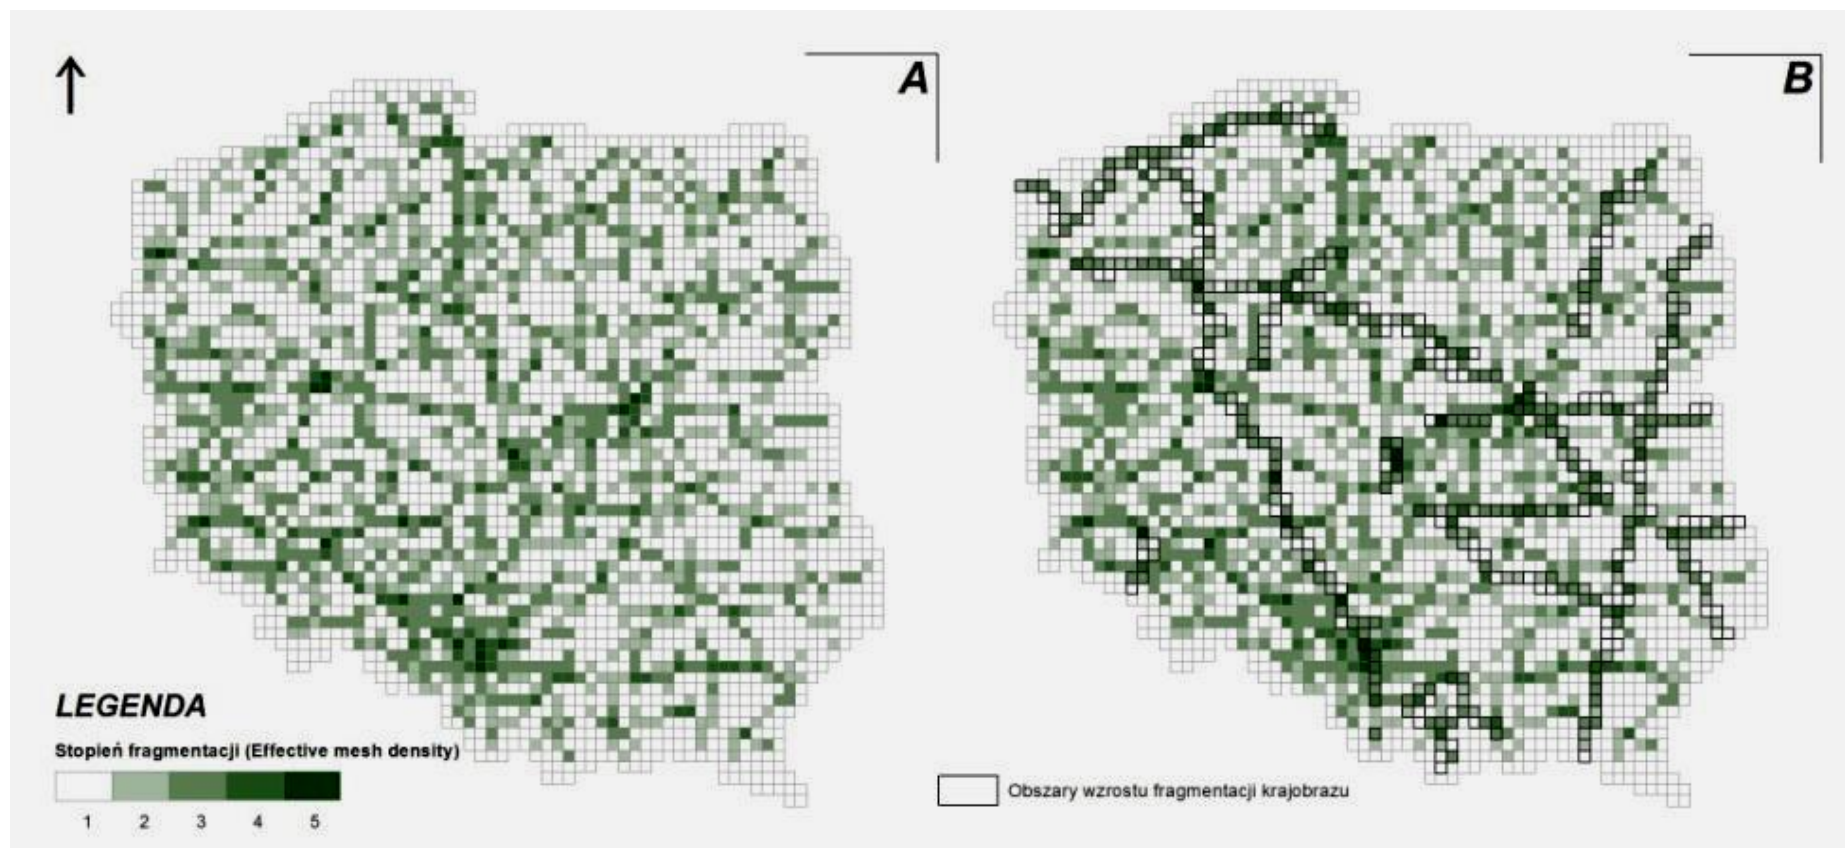 A
B
LEGENDA
Stopień fragmentacji (Effective mesh density)
1 2 3 4 5
Obszary wzrostu fragmentacji krajobrazu